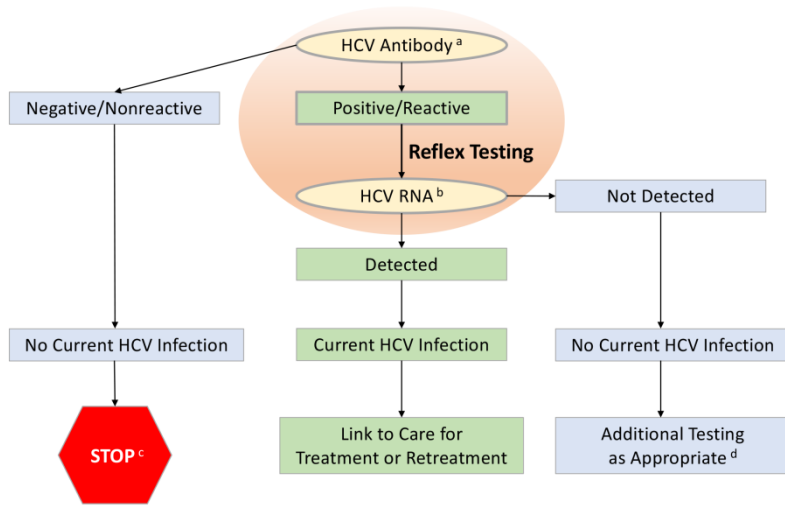 HCV Antibody a
Negative/Nonreactive
Positive/Reactive
Reflex Testing
HCV RNA b
Not Detected
Detected
No Current HCV Infection
Current HCV Infection
No Current HCV Infection
STOP c
Link to Care for
Treatment or Retreatment
Additional Testing
as Appropriate d